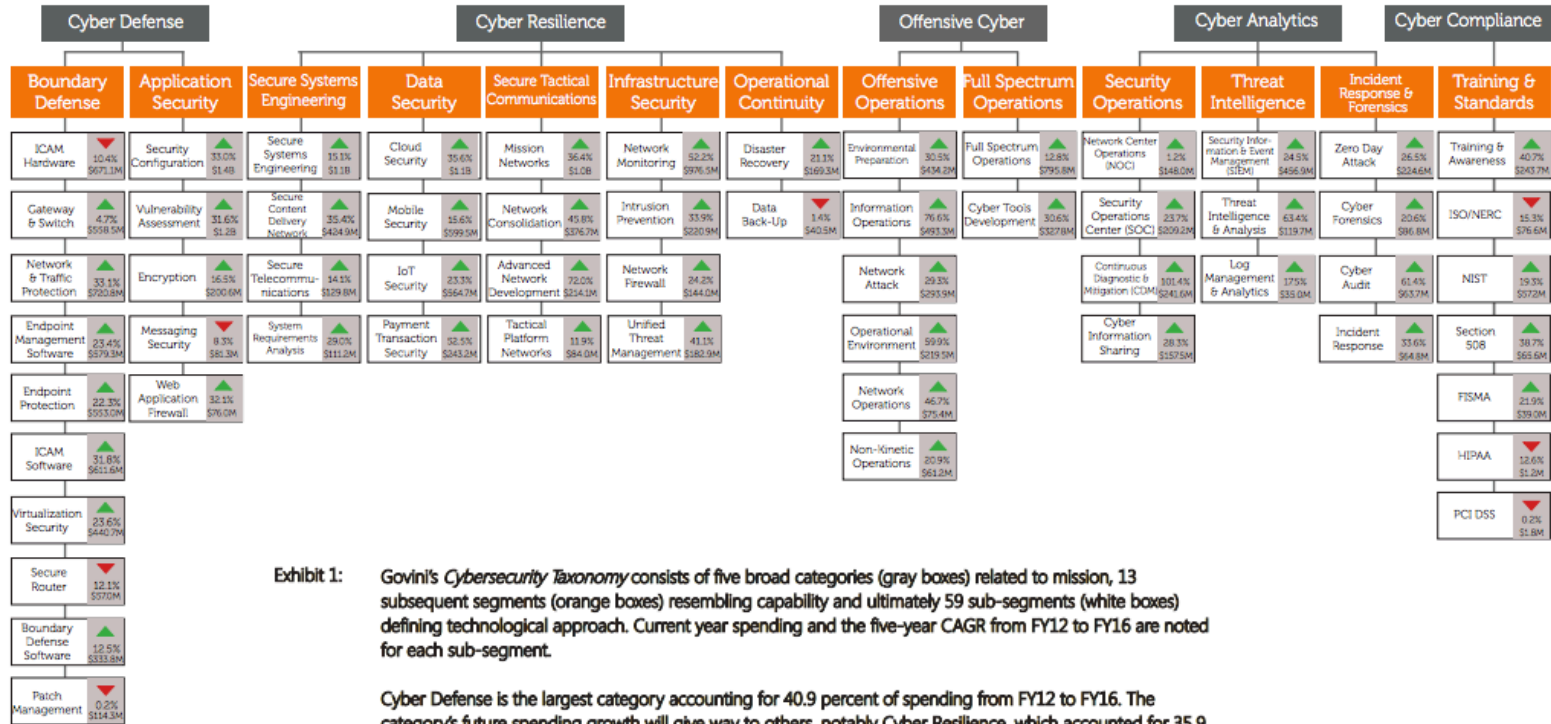 Cyber Defense
Cyber Resilience
Offensive Cyber
Cyber Analytics
Cyber Compliance
Boundary
Defense
Application
Security
Secure Systems
Engineering
Data
Security
Secure Tactical
Communications
Infrastructure
Security
Operational
Continuity
Offensive
Operations
Full Spectrum
Operations
Security
Operations
Threat
Intelligence
Incident
Response &
Forensics
Training &
Standards
ICAM
Hardware
10.4%
$671.1M
Gateway
& Switch
4.7%
$558.5M
Network
& Traffic
Protection
33.1%
$720.8M
Endpoint
Management
Software
23.4%
$579.3M
Endpoint
Protection
22.3%
$553.0M
ICAM
Software
31.8%
$611.6M
Virtualization
Security
23.6%
$440.7M
Secure
Router
12.1%
$57.0M
Boundary
Defense
Software
12.5%
$333.8M
Patch
Management
0.2%
$114.3M
Security
Configuration
33.0%
$1.4B
Vulnerability
Assessment
31.6%
$1.2B
Encryption
16.5%
$200.6M
Messaging
Security
8.3%
$81.3M
Web
Application
Firewall
32.1%
$76.0M
Secure
Systems
Engineering
15.1%
$1.1B
Secure
Content
Delivery
Network
35.4%
$424.9M
Secure
Telecommu-
nications
14.1%
$129.8M
System
Requirements
Analysis
29.0%
$111.2M
Cloud
Security
35.6%
$1.1B
Mobile
Security
15.6%
$599.5M
IoT
Security
23.3%
$564.7M
Payment
Transaction
Security
52.5%
$243.2M
Mission
Networks
36.4%
$1.0B
Network
Consolidation
45.8%
$376.7M
Advanced
Network
Development
72.0%
$214.1M
Tactical
Platform
Networks
11.9%
$84.0M
Network
Monitoring
52.2%
$976.5M
Intrusion
Prevention
33.9%
$220.9M
Network
Firewall
24.2%
$144.0M
Unified
Threat
Management
41.1%
$182.9M
Disaster
Recovery
21.1%
$169.3M
Data
Back-Up
1.4%
$40.5M
Environmental
Preparation
30.5%
$434.2M
Information
Operations
76.6%
$493.3M
Network
Attack
29.3%
$293.9M
Operational
Environment
59.9%
$219.5M
Network
Operations
46.7%
$75.4M
Non-Kinetic
Operations
20.9%
$61.2M
Full Spectrum
Operations
12.8%
$795.8M
Cyber Tools
Development
30.6%
$327.8M
Network Center
Operations
(NOC)
1.2%
$148.0M
Security
Operations
Center (SOC)
23.7%
$209.2M
Continuous
Diagnostic &
Mitigation (CDM)
101.4%
$241.6M
Cyber
Information
Sharing
28.3%
$157.5M
Security Infor-
mation & Event
Management
(SIEM)
24.5%
$456.9M
Threat
Intelligence
& Analysis
63.4%
$119.7M
Log
Management
& Analytics
17.5%
$35.0M
Zero Day
Attack
26.5%
$224.6M
Cyber
Forensics
20.6%
$86.8M
Cyber
Audit
61.4%
$63.7M
Incident
Response
33.6%
$64.8M
Training &
Awareness
40.7%
$243.7M
ISO/NERC
15.3%
$76.6M
NIST
19.3%
$57.2M
Section
508
38.7%
$65.6M
FISMA
21.9%
$39.0M
HIPAA
12.6%
$1.2M
PCI DSS
0.2%
$1.8M
Exhibit 1:
Govini's Cybersecurity Taxonomy consists of five broad categories (gray boxes) related to mission, 13
subsequent segments (orange boxes) resembling capability and ultimately 59 sub-segments (white boxes)
defining technological approach. Current year spending and the five-year CAGR from FY12 to FY16 are noted
for each sub-segment.
Cyber Defense is the largest category accounting for 40.9 percent of spending from FY12 to FY16. The
category's future spending growth will give way to others, notably Cyber Resilience, which accounted for 35.9